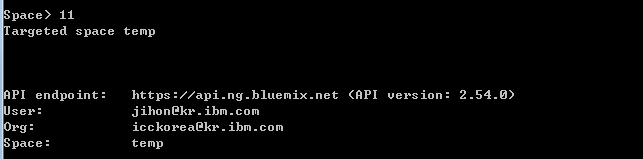 Space> 11
Targeted space temp
API endpoint: https://api.ng.bluemix.net (API version: 2.54.0)
User: jihon@kr.ibm.com
Org: icckorea@kr.ibm.com
Space: temp